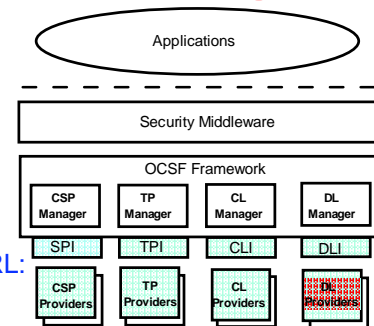 Applications
Security Middleware
OCSF Framework
CSP TP CL DL
Manager Manager Manager Manager
SPI TPI CLI DLI
RL:
CSP TP CL DL
Providers Providers Providers Providers